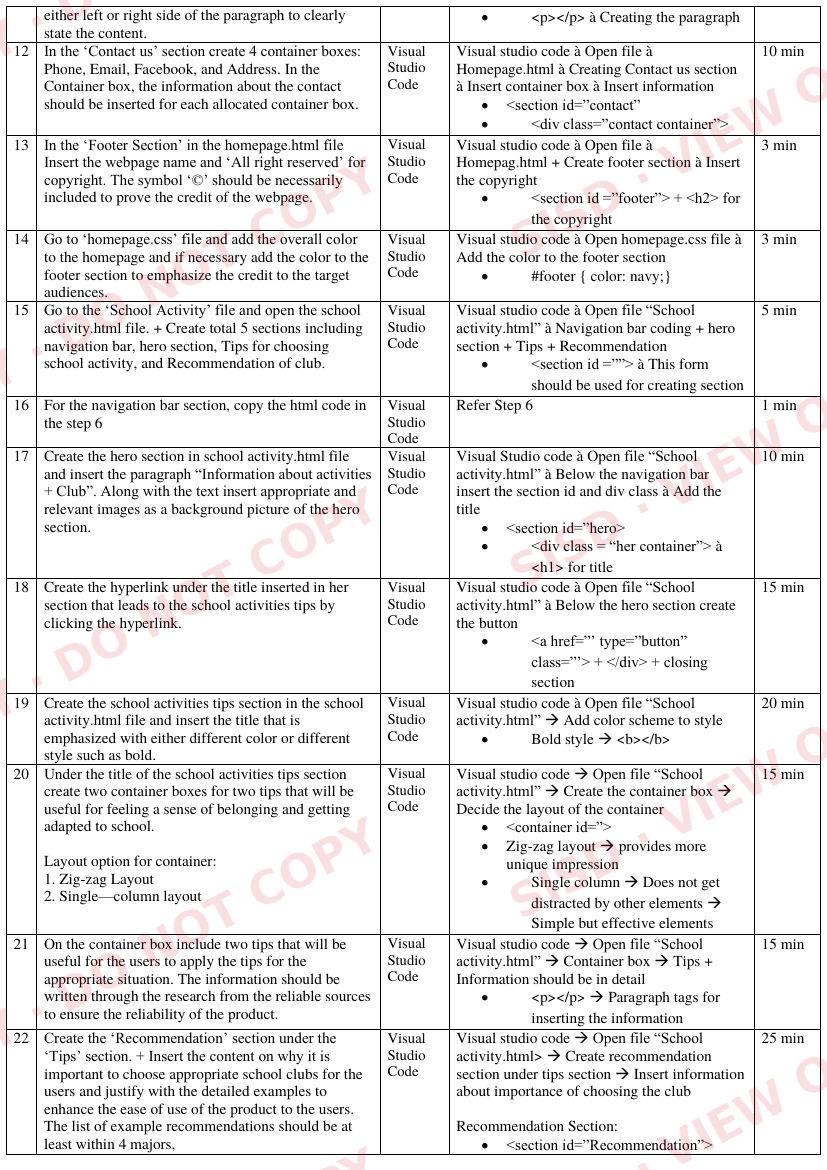 either left or right side of the paragraph to clearly
state the content.
• <p></p> à Creating the paragraph
12
In the ‘Contact us’ section create 4 container boxes:
Phone, Email, Facebook, and Address. In the
Container box, the information about the contact
should be inserted for each allocated container box.
Visual
Studio
Code
Visual studio code à Open file à
Homepage.html à Creating Contact us section
à Insert container box à Insert information
• <section id=”contact”
• <div class=”contact container”>
10 min
13
In the ‘Footer Section’ in the homepage.html file
Insert the webpage name and ‘All right reserved’ for
copyright. The symbol ‘©’ should be necessarily
included to prove the credit of the webpage.
Visual
Studio
Code
Visual studio code à Open file à
Homepag.html + Create footer section à Insert
the copyright
• <section id =”footer”> + <h2> for
the copyright
3 min
14
Go to ‘homepage.css’ file and add the overall color
to the homepage and if necessary add the color to the
footer section to emphasize the credit to the target
audiences.
Visual
Studio
Code
Visual studio code à Open homepage.css file à
Add the color to the footer section
• #footer { color: navy;}
3 min
15
Go to the ‘School Activity’ file and open the school
activity.html file. + Create total 5 sections including
navigation bar, hero section, Tips for choosing
school activity, and Recommendation of club.
Visual
Studio
Code
Visual studio code à Open file “School
activity.html” à Navigation bar coding + hero
section + Tips + Recommendation
• <section id =””> à This form
should be used for creating section
5 min
16
For the navigation bar section, copy the html code in
the step 6
Visual
Studio
Code
Refer Step 6
1 min
17
Create the hero section in school activity.html file
and insert the paragraph “Information about activities
+ Club”. Along with the text insert appropriate and
relevant images as a background picture of the hero
section.
Visual
Studio
Code
Visual Studio code à Open file “School
activity.html” à Below the navigation bar
insert the section id and div class à Add the
title
• <section id=”hero>
• <div class = “her container”> à
<h1> for title
10 min
18
Create the hyperlink under the title inserted in her
section that leads to the school activities tips by
clicking the hyperlink.
Visual
Studio
Code
Visual studio code à Open file “School
activity.html” à Below the hero section create
the button
• <a href=”’ type=”button”
class=”’> + </div> + closing
section
15 min
19
Create the school activities tips section in the school
activity.html file and insert the title that is
emphasized with either different color or different
style such as bold.
Visual
Studio
Code
Visual studio code à Open file “School
activity.html” → Add color scheme to style
• Bold style → <b></b>
20 min
20
Under the title of the school activities tips section
create two container boxes for two tips that will be
useful for feeling a sense of belonging and getting
adapted to school.
Layout option for container:
1. Zig-zag Layout
2. Single—column layout
Visual
Studio
Code
Visual studio code → Open file “School
activity.html” → Create the container box →
Decide the layout of the container
• <container id=”>
• Zig-zag layout → provides more
unique impression
• Single column → Does not get
distracted by other elements →
Simple but effective elements
15 min
21
On the container box include two tips that will be
useful for the users to apply the tips for the
appropriate situation. The information should be
written through the research from the reliable sources
to ensure the reliability of the product.
Visual
Studio
Code
Visual studio code → Open file “School
activity.html” → Container box → Tips +
Information should be in detail
• <p></p> → Paragraph tags for
inserting the information
15 min
22
Create the ‘Recommendation’ section under the
‘Tips’ section. + Insert the content on why it is
important to choose appropriate school clubs for the
users and justify with the detailed examples to
enhance the ease of use of the product to the users.
The list of example recommendations should be at
least within 4 majors,
Visual
Studio
Code
Visual studio code → Open file “School
activity.html> → Create recommendation
section under tips section → Insert information
about importance of choosing the club
Recommendation Section:
• <section id=”Recommendation”>
25 min
DO NOT COPY
SISD · VIEW O
DO NOT COPY
SISD · VIEW O
DO NOT COPY
SISD · VIEW O